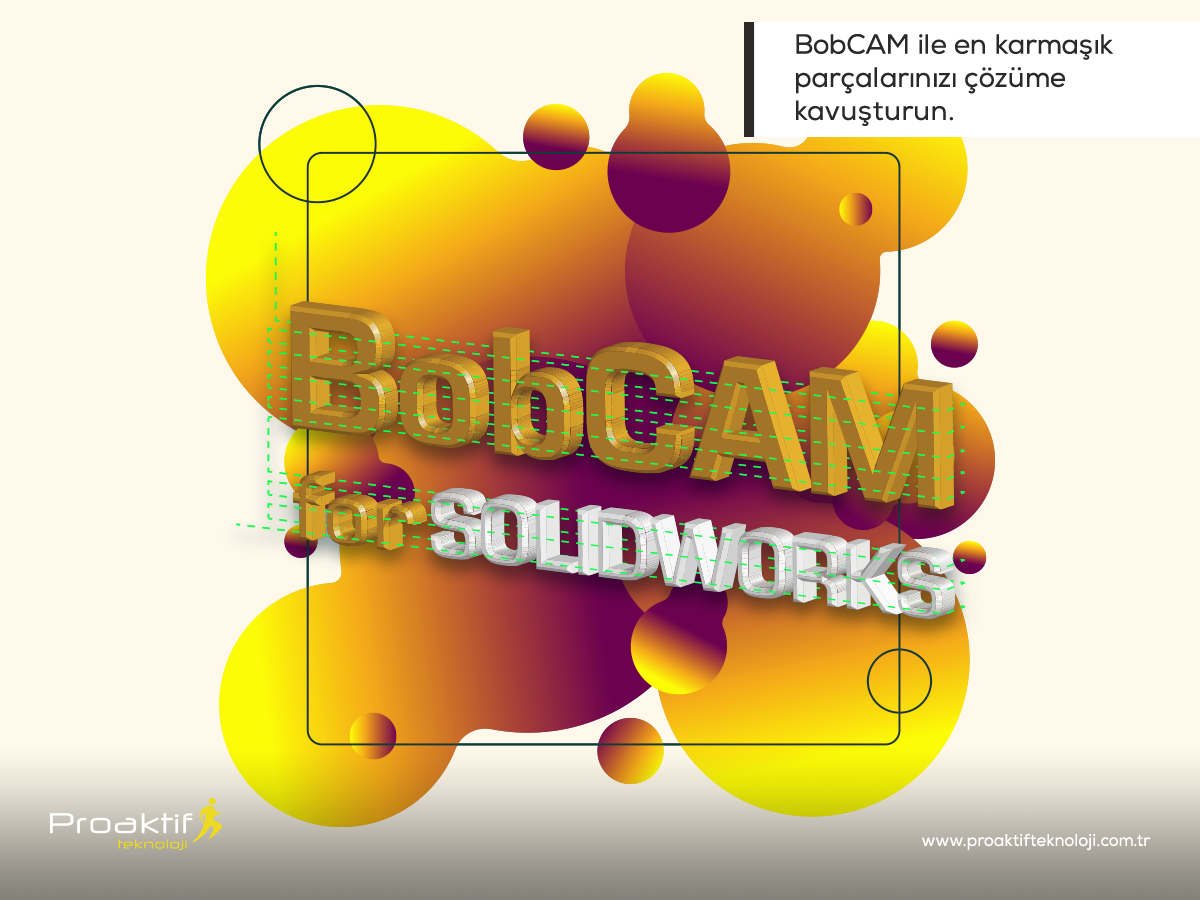 BobCAM ile en karmaşık
parçalarınızı çözüme
kavuşturun.
BobCAM
for SOLIDWORKS
Proaktif
teknoloji
www.proaktifteknoloji.com.tr